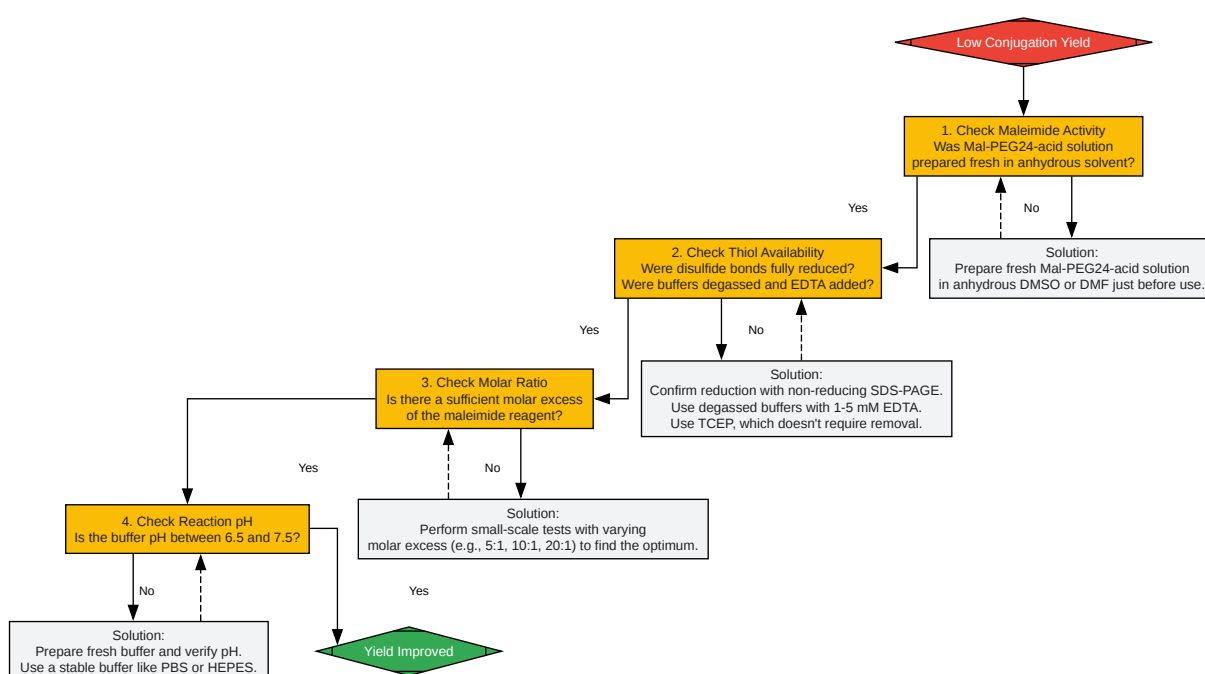 Low Conjugation Yield
1. Check Maleimide Activity
Was Mal-PEG24-acid solution
prepared fresh in anhydrous solvent?
Yes
No
2. Check Thiol Availability
Were disulfide bonds fully reduced?
Were buffers degassed and EDTA added?
Solution:
Prepare fresh Mal-PEG24-acid solution
in anhydrous DMSO or DMF just before use.
Yes
No
3. Check Molar Ratio
Is there a sufficient molar excess
of the maleimide reagent?
Solution:
Confirm reduction with non-reducing SDS-PAGE.
Use degassed buffers with 1-5 mM EDTA.
Use TCEP, which doesn't require removal.
Yes
No
4. Check Reaction pH
Is the buffer pH between 6.5 and 7.5?
Solution:
Perform small-scale tests with varying
molar excess (e.g., 5:1, 10:1, 20:1) to find the optimum.
No
Yes
Solution:
Prepare fresh buffer and verify pH.
Use a stable buffer like PBS or HEPES.
Yield Improved